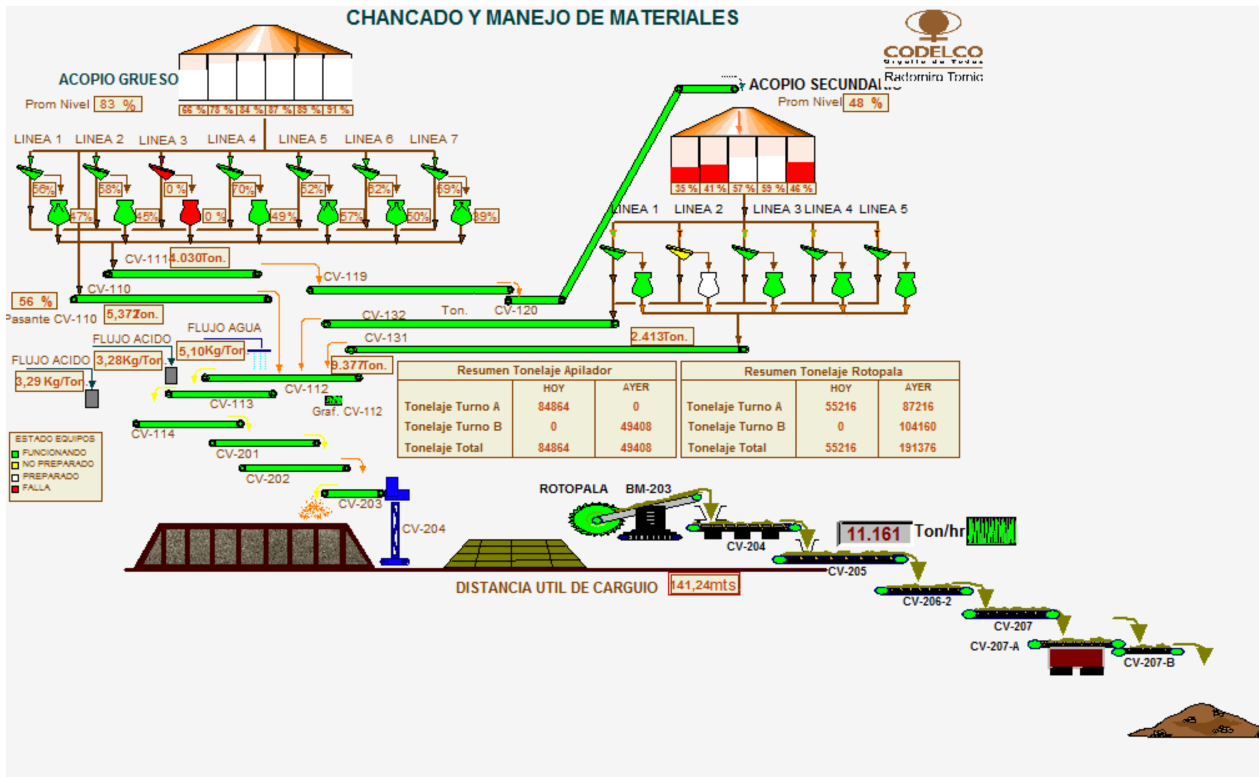 CHANCADO Y MANEJO DE MATERIALES
CODELCO
Orgullo de Todos
Radomiro Tomic
ACOPIO GRUESO
Prom Nivel 83 %
66 % 78 % 84 % 87 % 89 % 91 %
ACOPIO SECUNDARIO
Prom Nivel 48 %
35 % 41 % 57 % 59 % 46 %
LINEA 1 LINEA 2 LINEA 3 LINEA 4 LINEA 5 LINEA 6 LINEA 7
56% 58% 0 % 70% 52% 62% 59%
47% 45% 0 % 49% 57% 50% 39%
LINEA 1 LINEA 2 LINEA 3 LINEA 4 LINEA 5
CV-111 4.030Ton.
CV-119
CV-110
56 %
Pasante CV-110
5,372Ton.
CV-120
Ton.
CV-132
CV-131
2.413Ton.
FLUJO AGUA
5,10Kg/Ton.
FLUJO ACIDO
3,28Kg/Ton.
FLUJO ACIDO
3,29 Kg/Ton.
9.377Ton.
CV-112
CV-113
Graf. CV-112
CV-114
CV-201
CV-202
CV-203
CV-204
Resumen Tonelaje Apilador
HOY AYER
Tonelaje Turno A 84864 0
Tonelaje Turno B 0 49408
Tonelaje Total 84864 49408
Resumen Tonelaje Rotopala
HOY AYER
Tonelaje Turno A 55216 87216
Tonelaje Turno B 0 104160
Tonelaje Total 55216 191376
ESTADO EQUIPOS
FUNCIONANDO
NO PREPARADO
PREPARADO
FALLA
ROTOPALA BM-203
CV-204
11.161 Ton/hr
CV-205
DISTANCIA UTIL DE CARGUIO 141,24mts
CV-206-2
CV-207
CV-207-A
CV-207-B